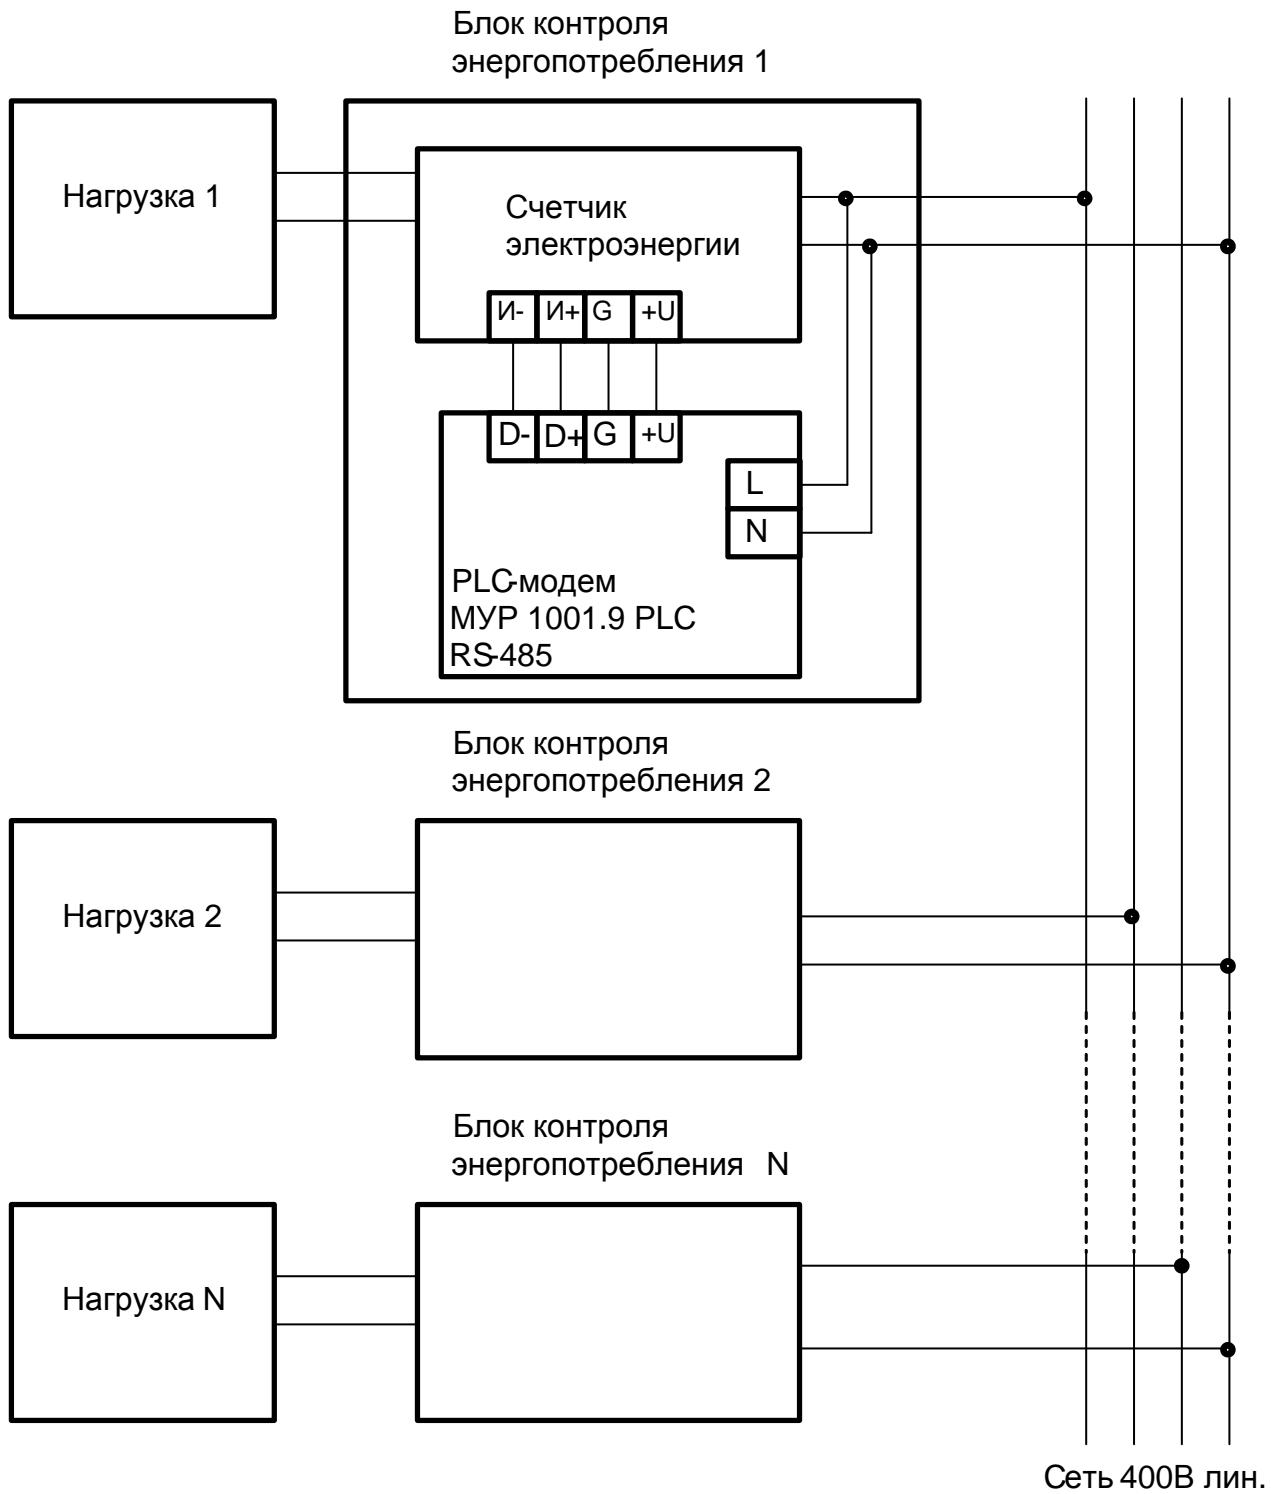 Блок контроля
энергопотребления 1
Нагрузка 1
Счетчик
электроэнергии
И- И+ G +U
D- D+ G +U
L
N
PLC-модем
МУР 1001.9 PLC
RS-485
Блок контроля
энергопотребления 2
Нагрузка 2
Блок контроля
энергопотребления N
Нагрузка N
Сеть 400В лин.